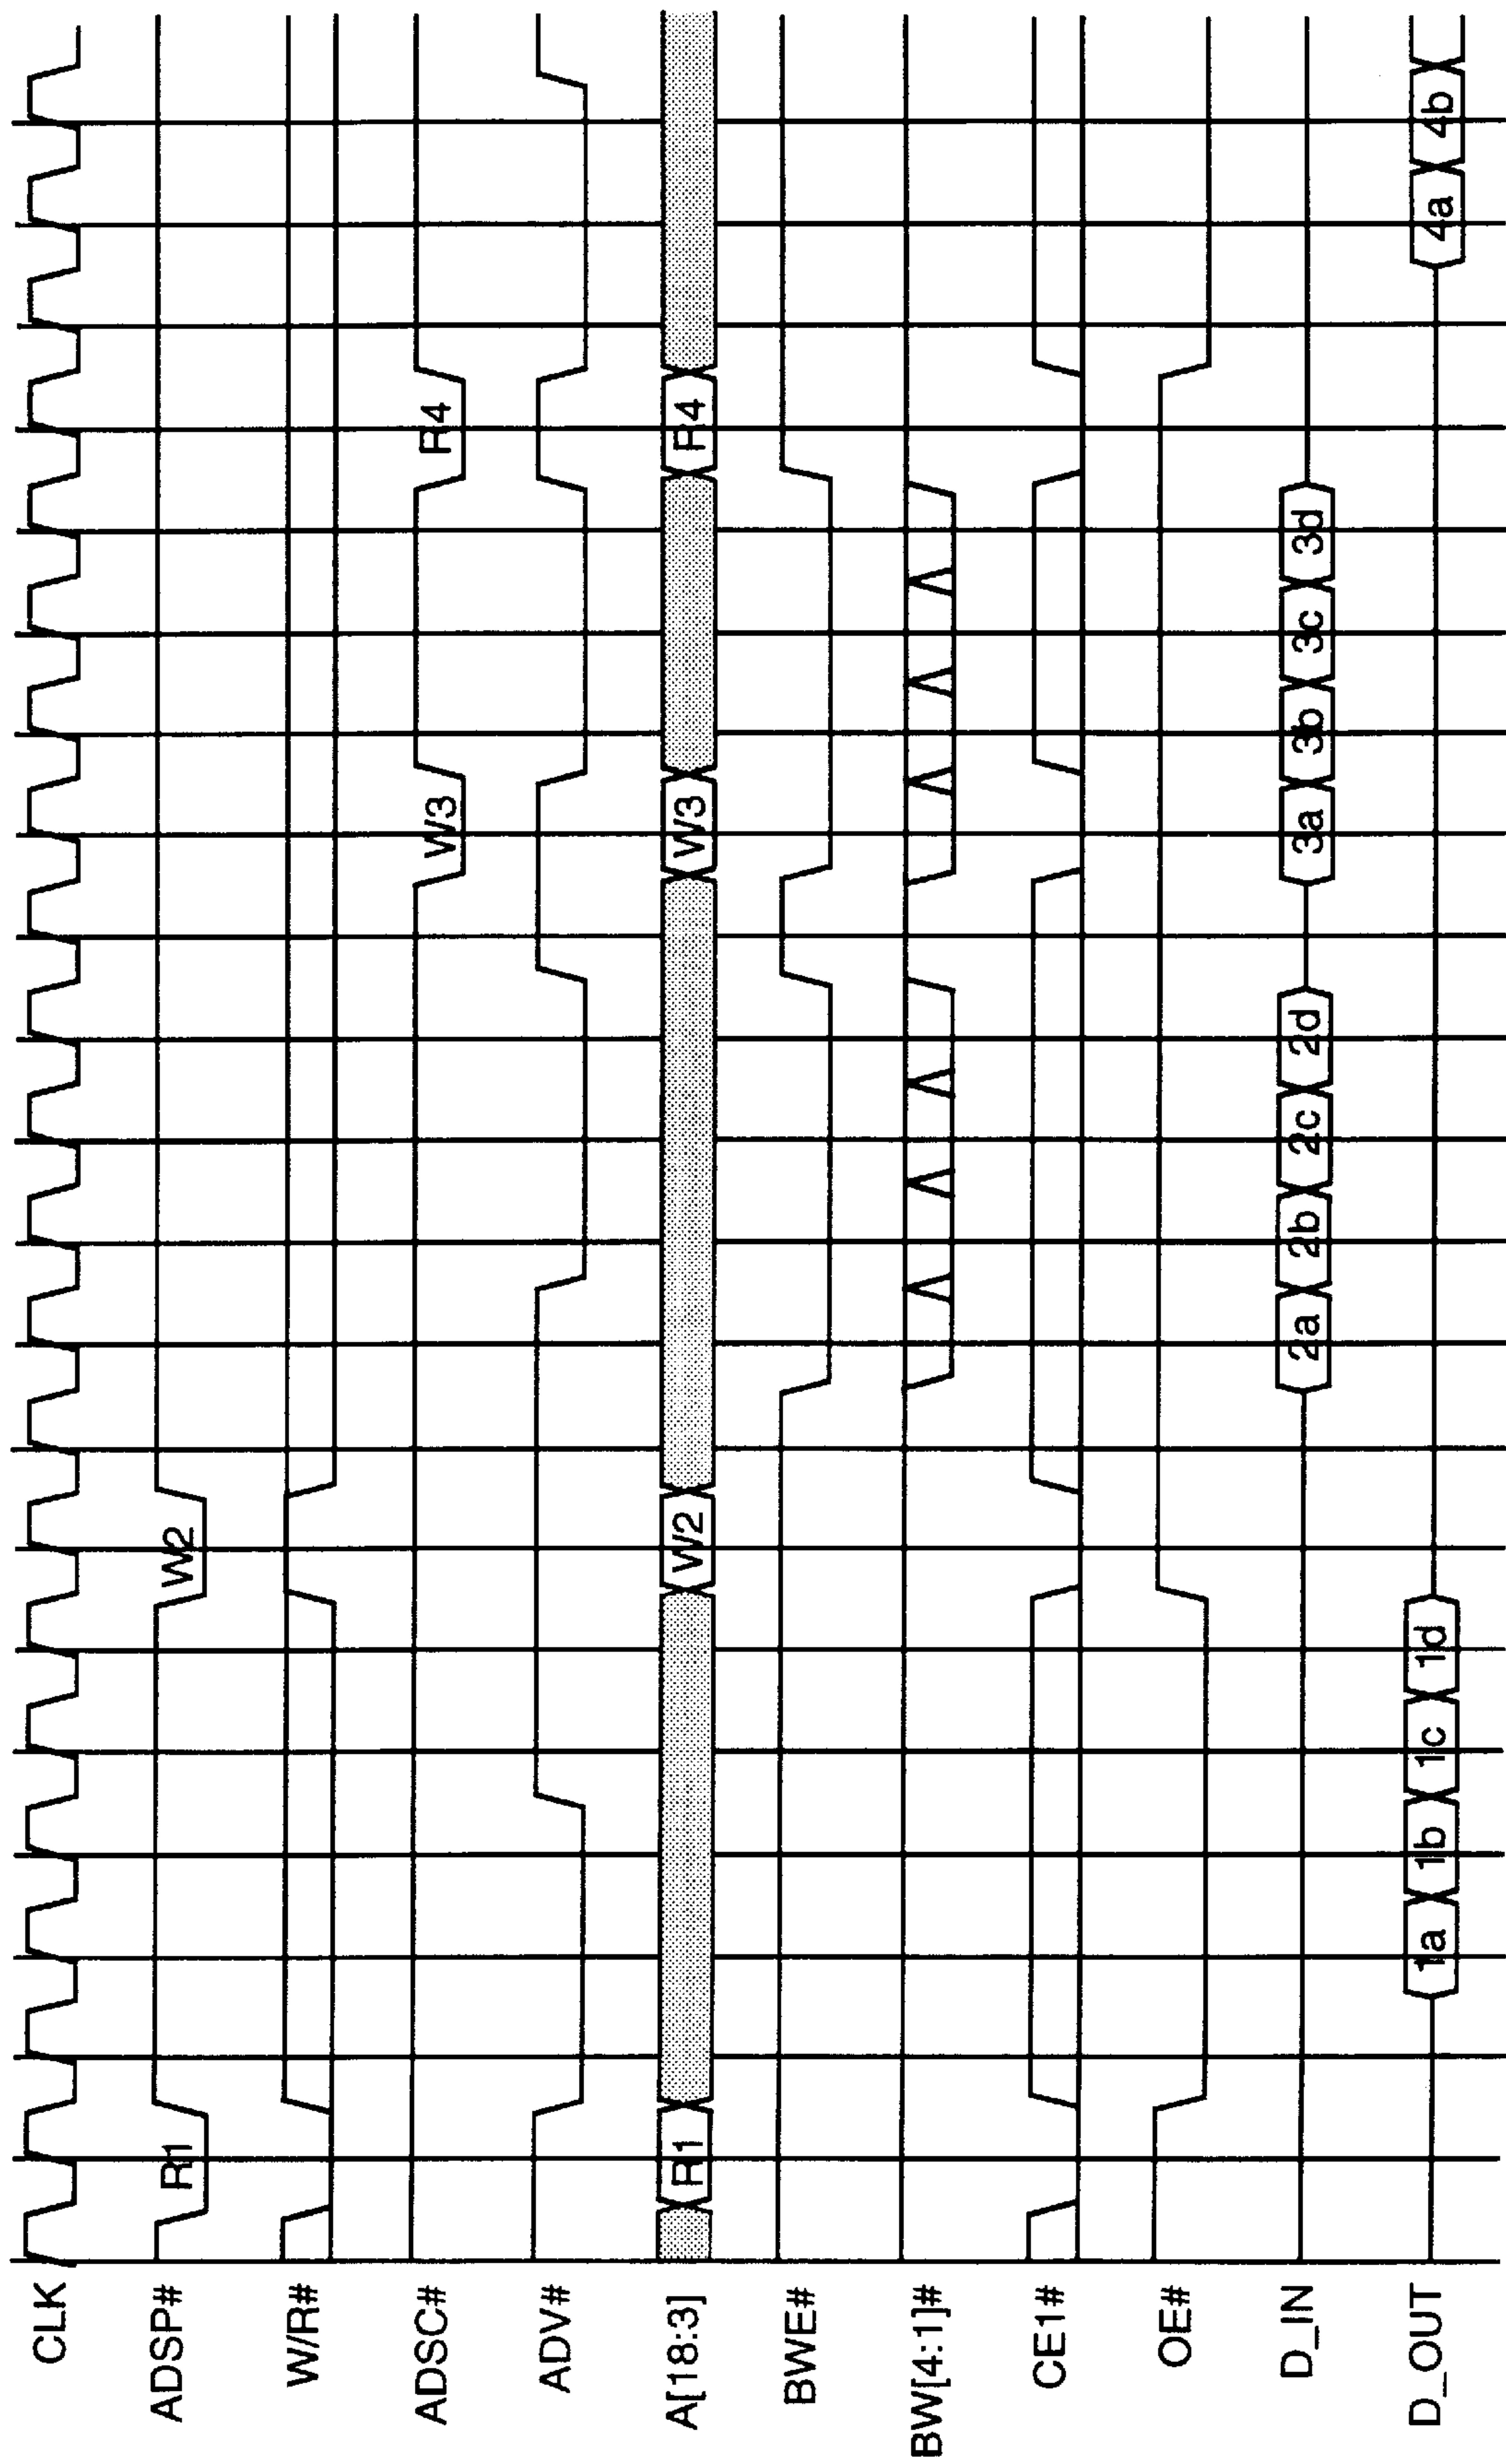 CLK
ADSP# R1 W2
W/R#
ADSC# W3 R4
ADV#
A[18:3] R1 W2 W3 R4
BWE#
BW[4:1]#
CE1#
OE#
D_IN 2a 2b 2c 2d 3a 3b 3c 3d
D_OUT 1a 1b 1c 1d 4a 4b